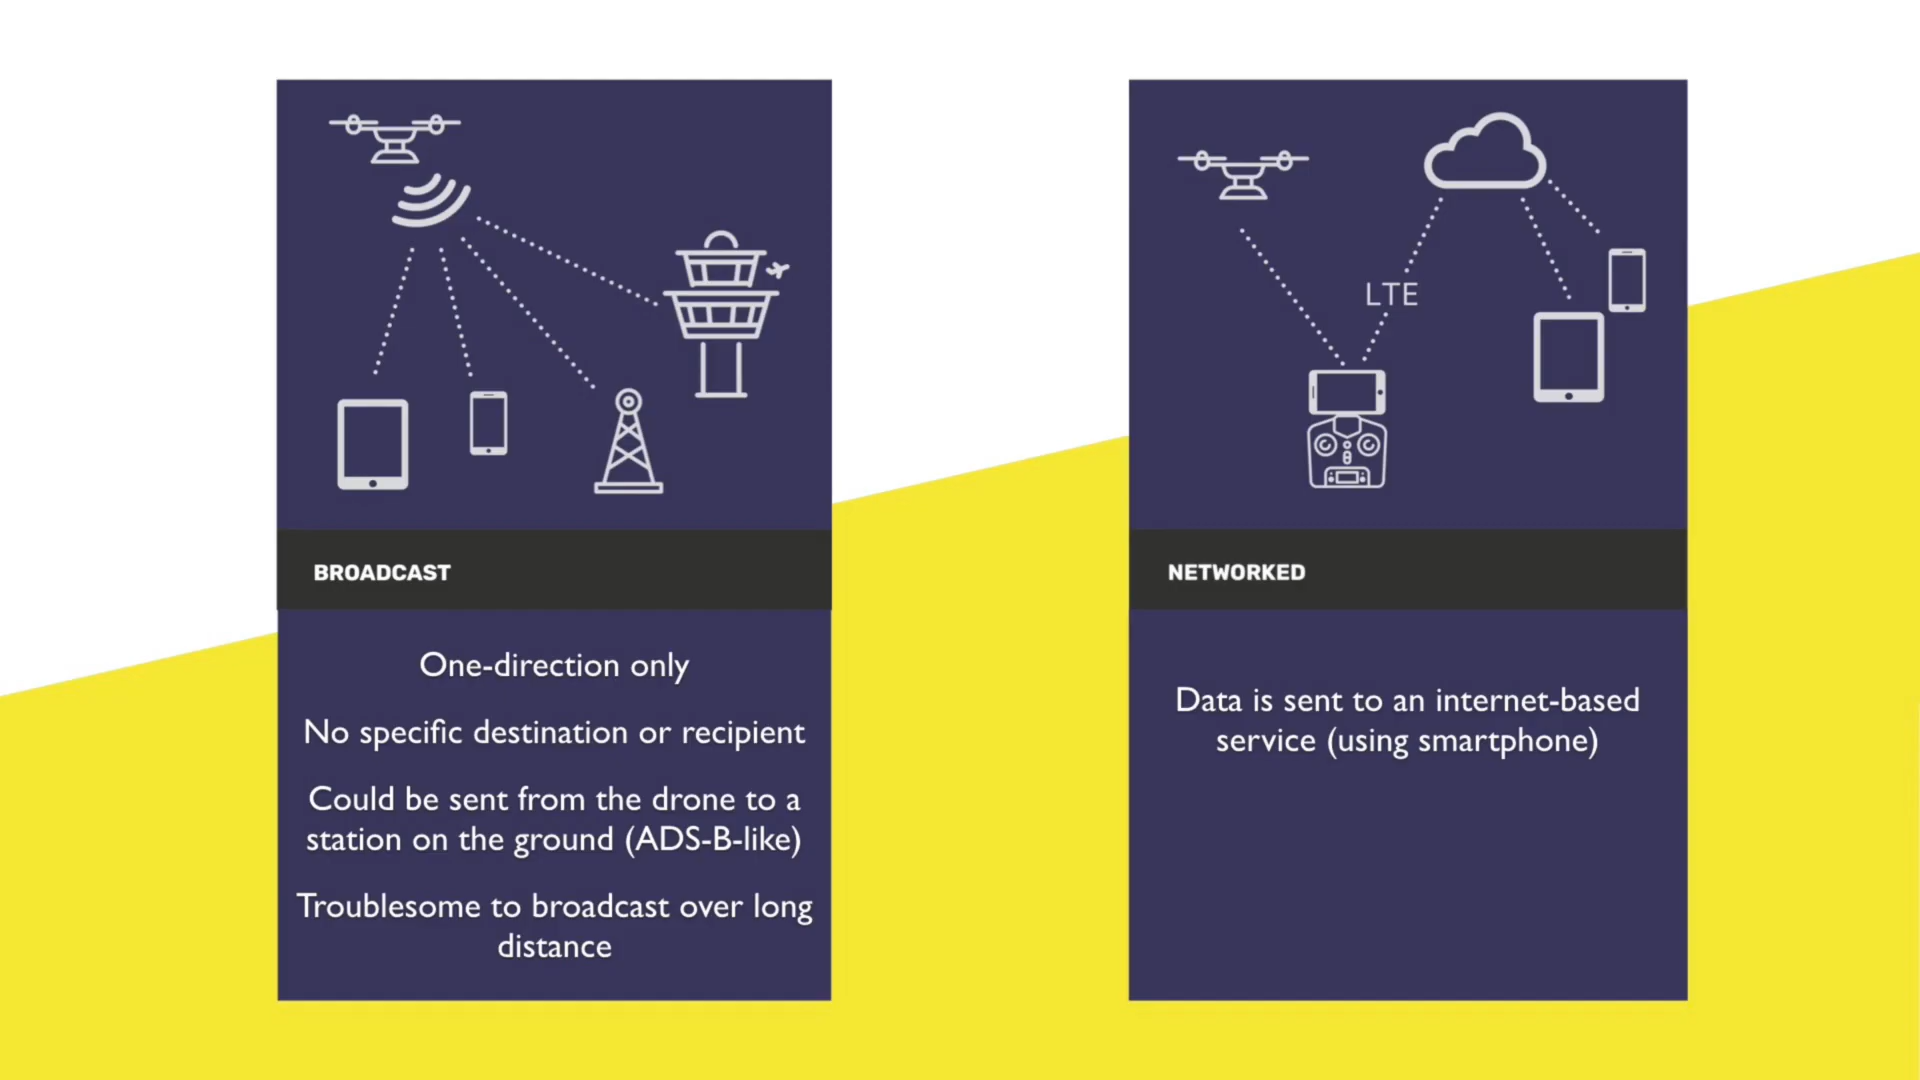 LTE
BROADCAST
One-direction only
No specific destination or recipient
Could be sent from the drone to a
station on the ground (ADS-B-like)
Troublesome to broadcast over long
distance
NETWORKED
Data is sent to an internet-based
service (using smartphone)